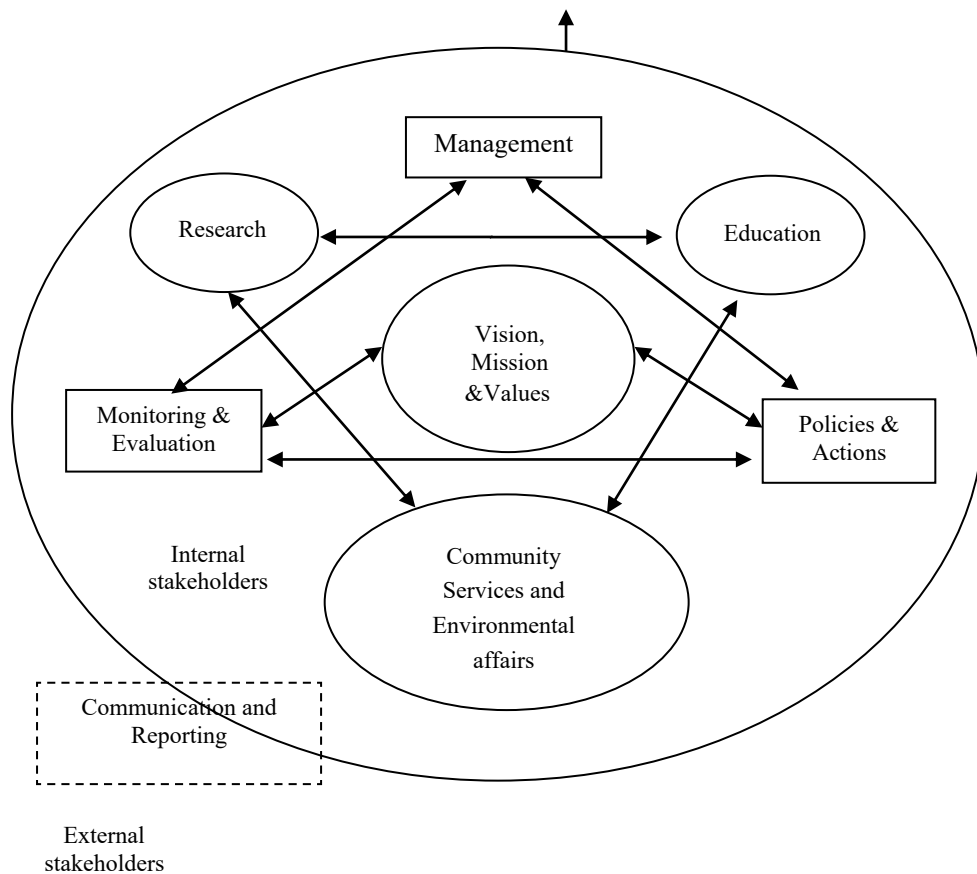 Management
Research
Education
Vision,
Mission
&Values
Monitoring &
Evaluation
Policies &
Actions
Internal
stakeholders
Community
Services and
Environmental
affairs
Communication and
Reporting
External
stakeholders